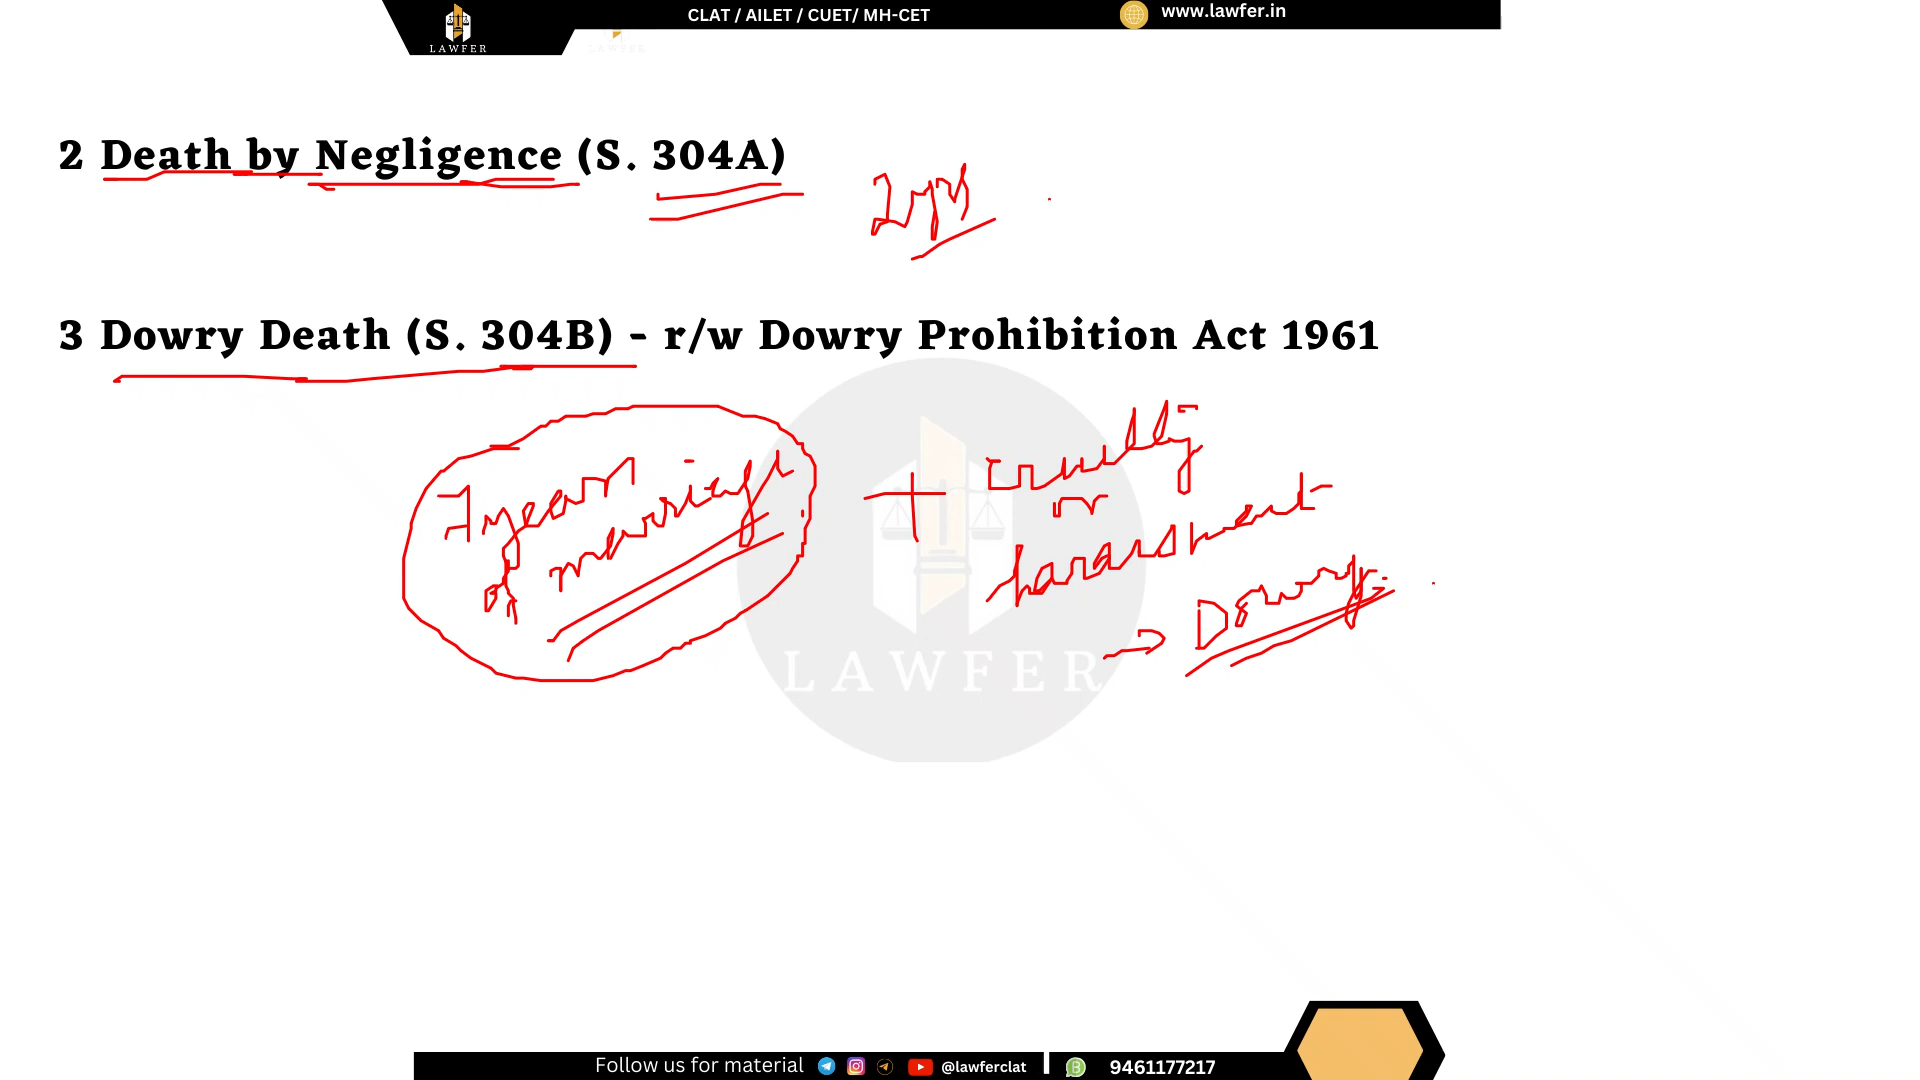 CLAT / AILET / CUET/ MH-CET
www.lawfer.in
LAWFER
LAWFER
2 Death by Negligence (S. 304A)
2 yrs
3 Dowry Death (S. 304B) - r/w Dowry Prohibition Act 1961
7 years
of marriage
+ cruelty
or
harassment
→ Dowry
LAWFER
Follow us for material @lawferclat 9461177217